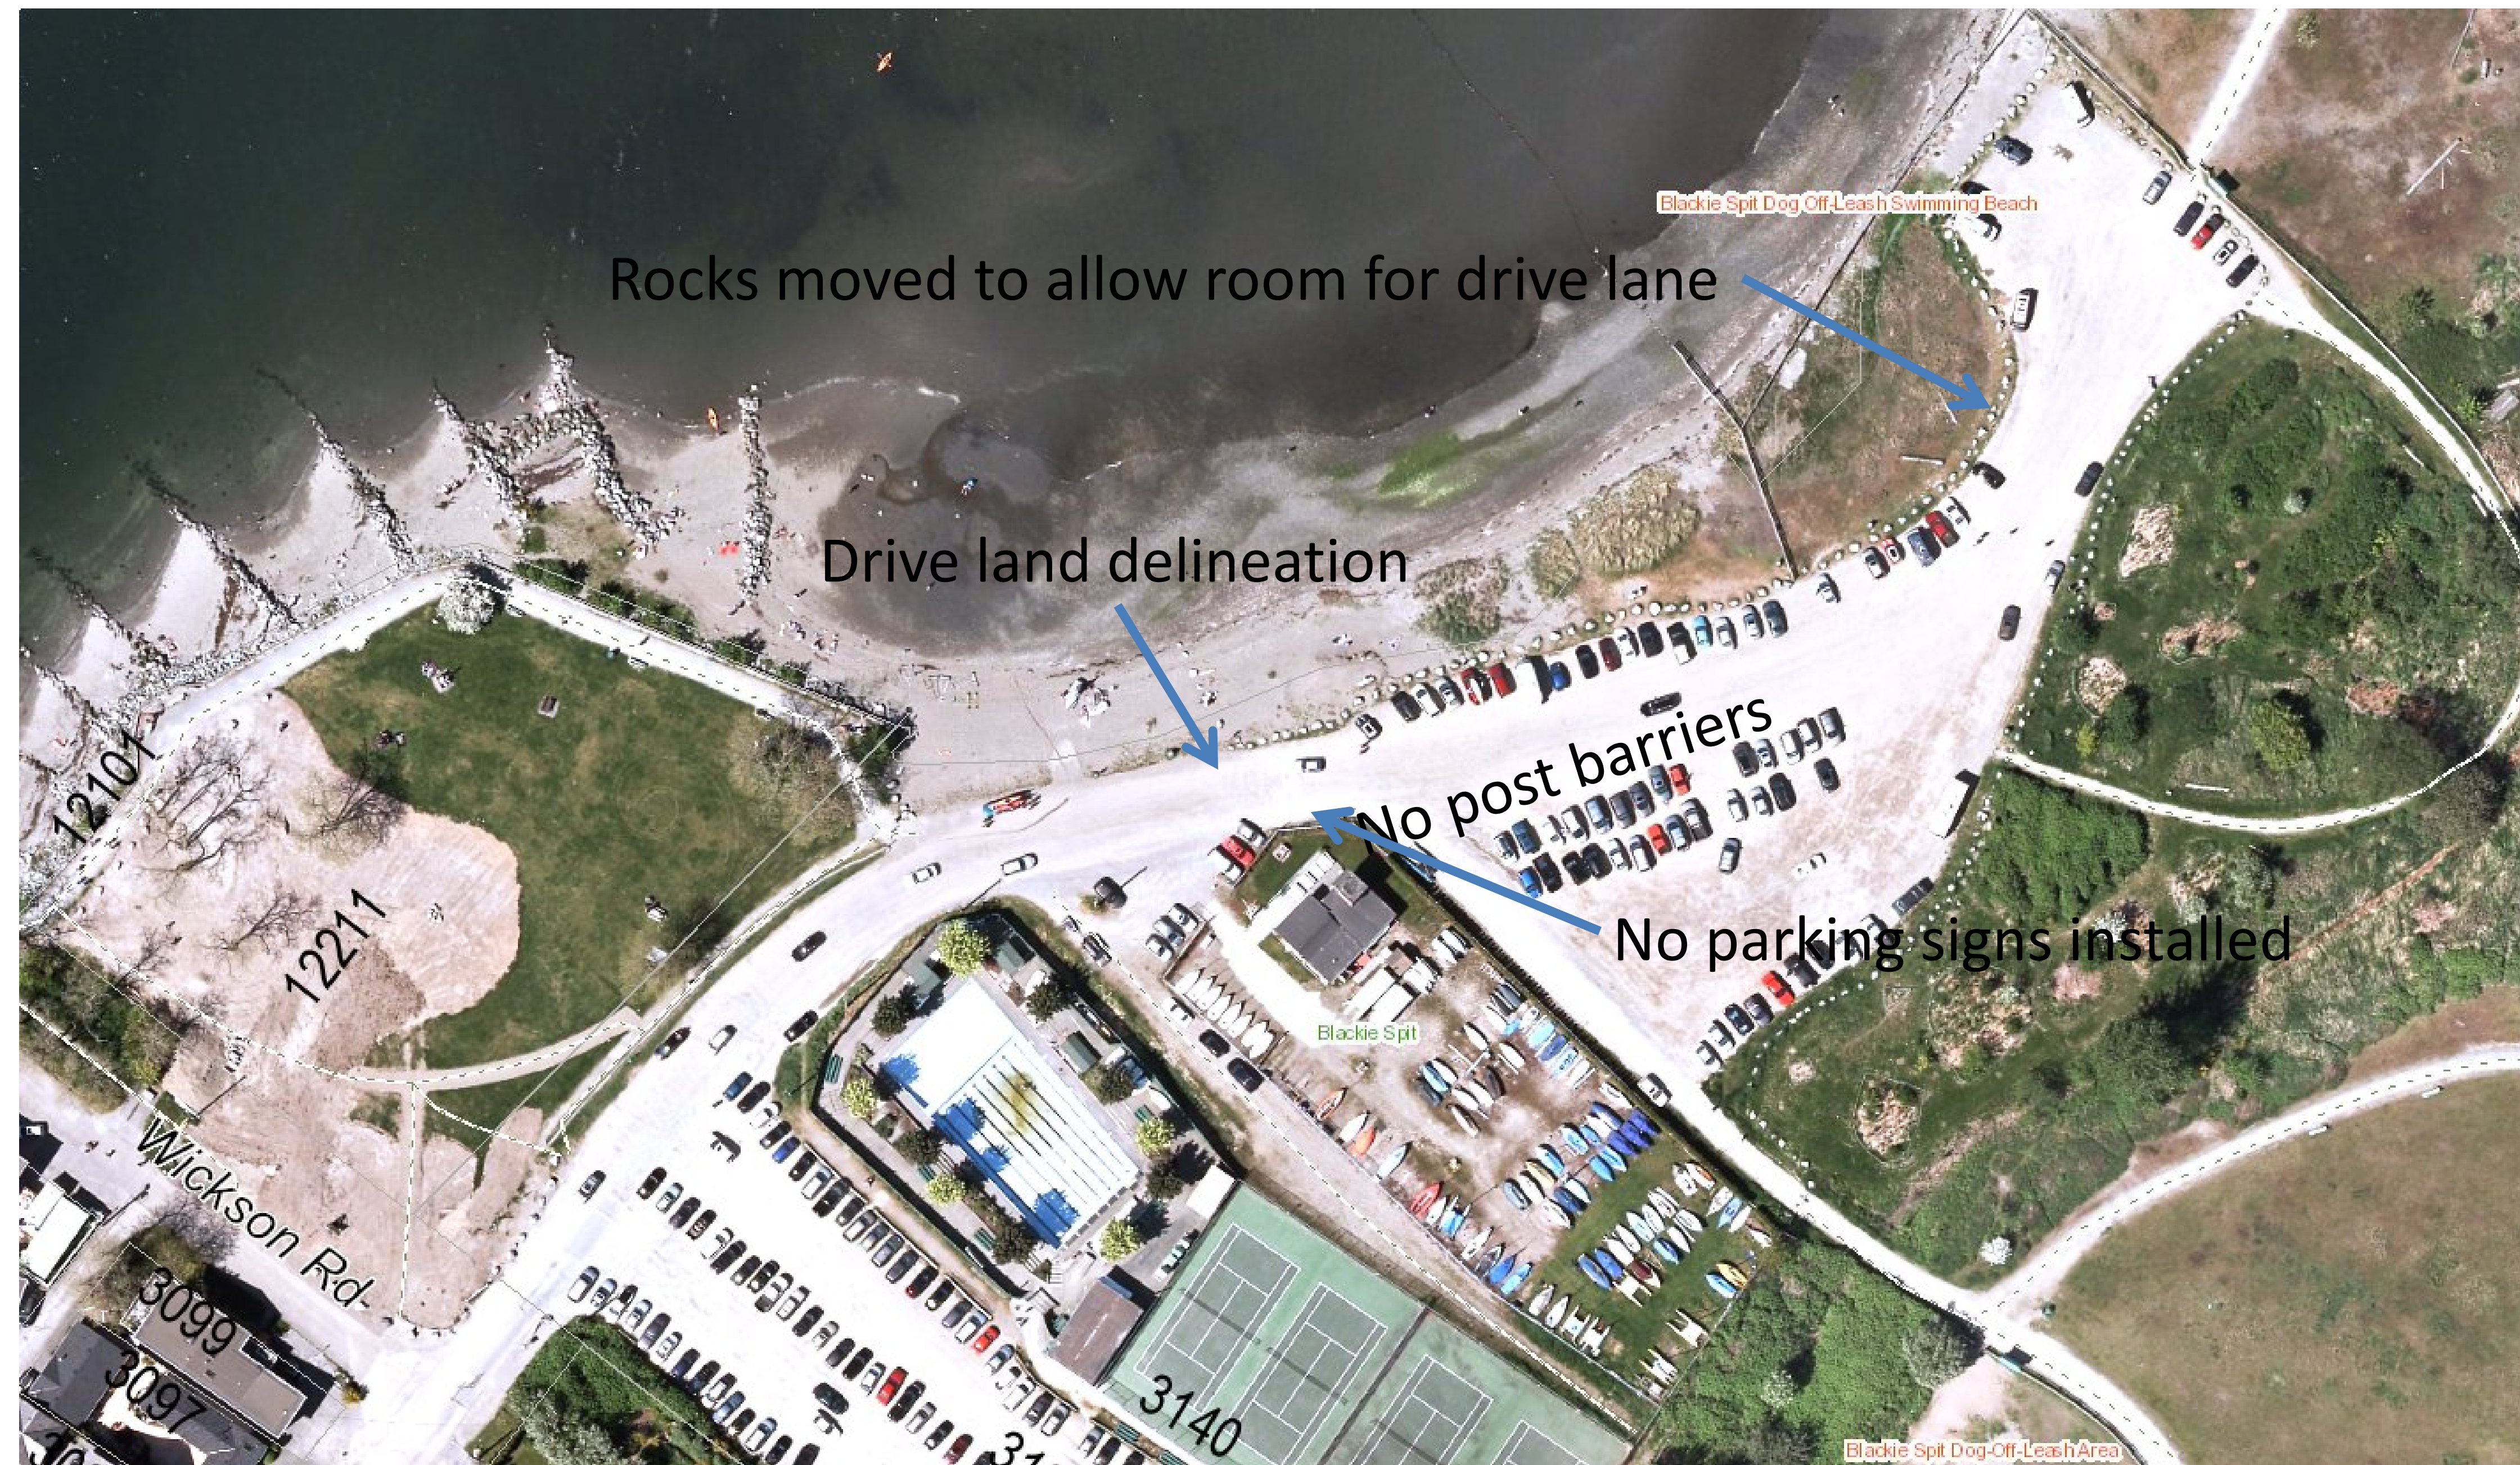 Blackie Spit Dog Off-Leash Swimming Beach
Rocks moved to allow room for drive lane
Drive land delineation
No post barriers
12101
12211
No parking signs installed
Blackie Spit
Wickson Rd
3099
3097
3140
Blackie Spit Dog-Off-Leash Area